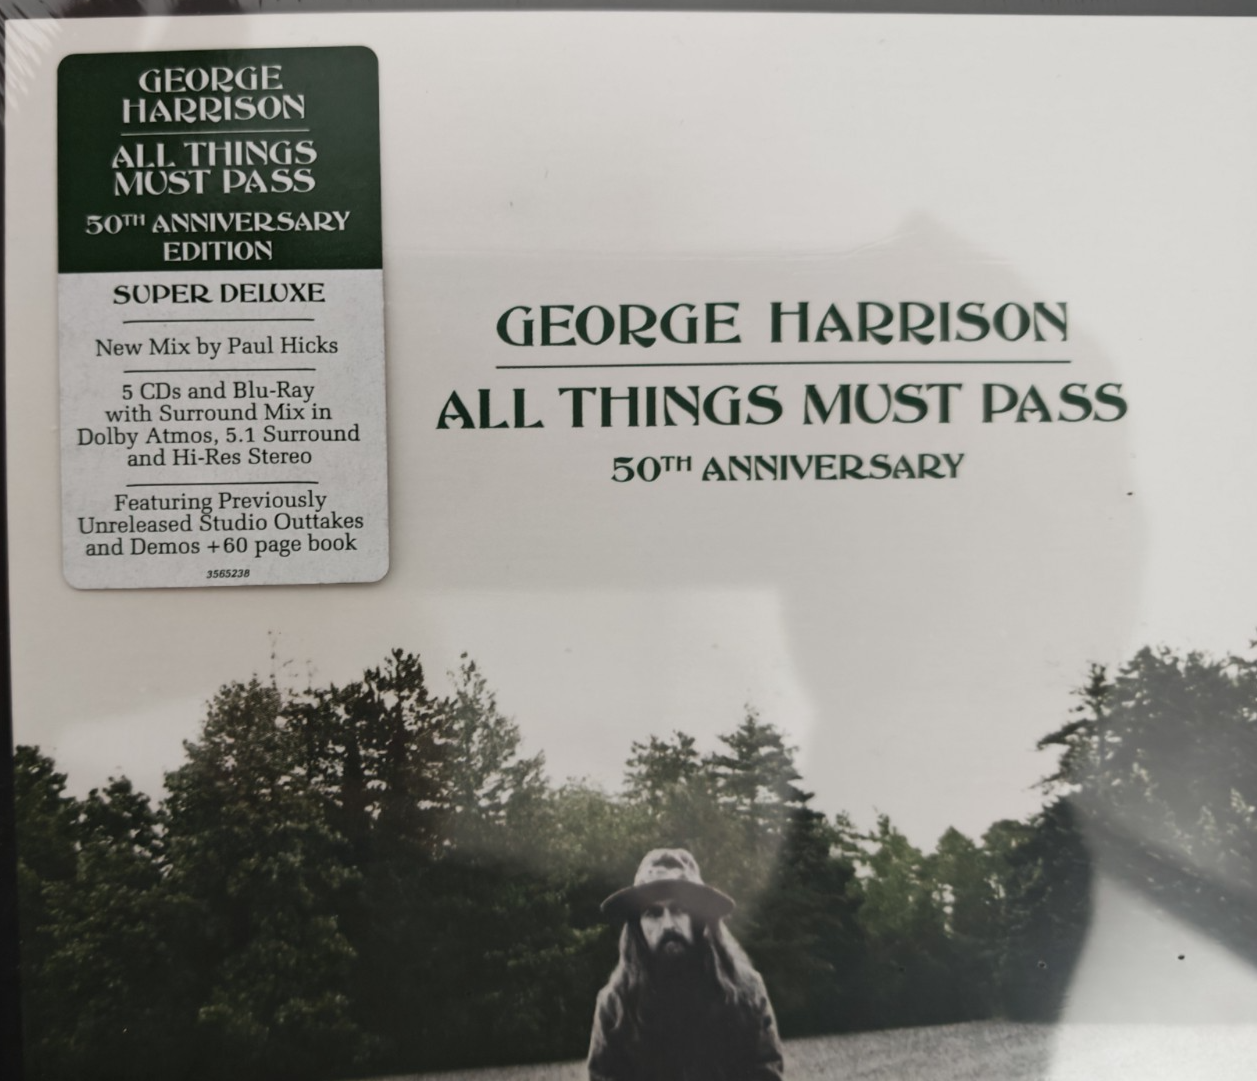 GEORGE
HARRISON
ALL THINGS
MUST PASS
50TH ANNIVERSARY
EDITION
SUPER DELUXE
New Mix by Paul Hicks
5 CDs and Blu-Ray
with Surround Mix in
Dolby Atmos, 5.1 Surround
and Hi-Res Stereo
Featuring Previously
Unreleased Studio Outtakes
and Demos +60 page book
3565238
GEORGE HARRISON
ALL THINGS MUST PASS
50TH ANNIVERSARY